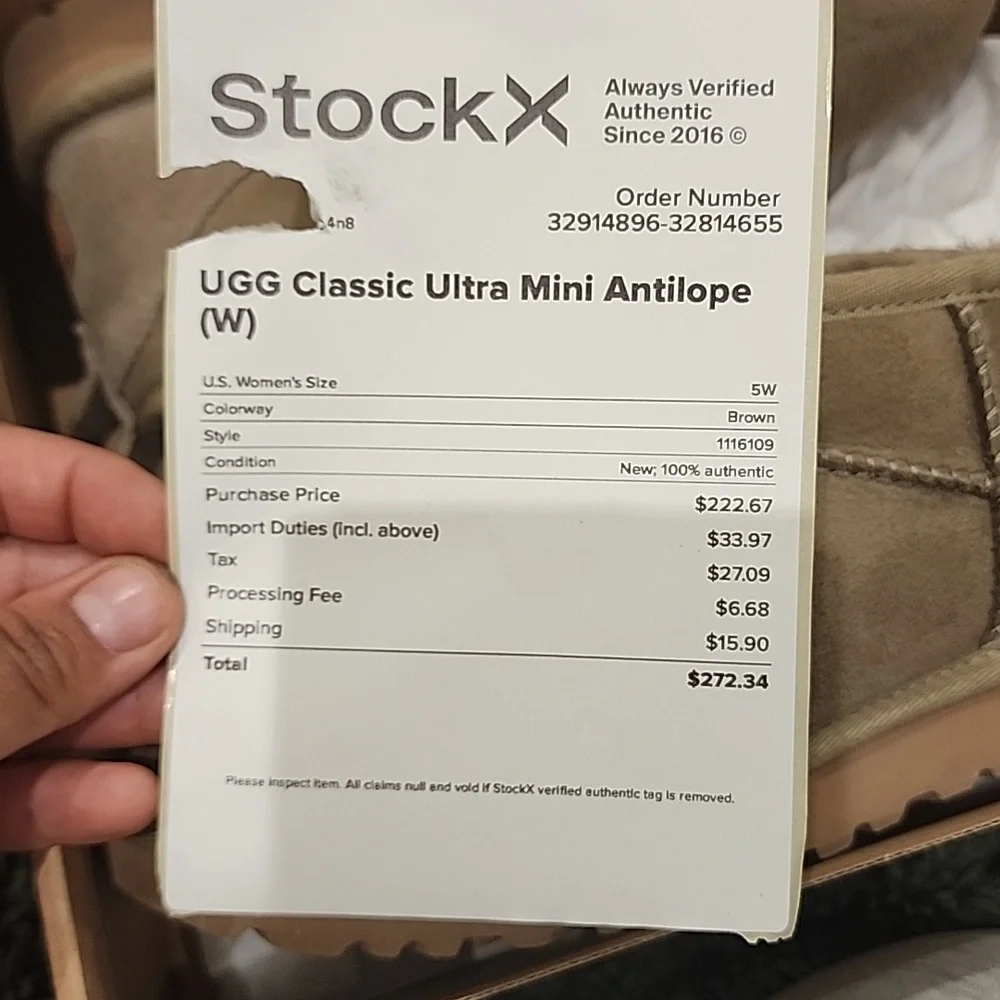 StockX
Always Verified
Authentic
Since 2016 ©
Order Number
32914896-32814655
4n8
UGG Classic Ultra Mini Antilope
(W)
U.S. Women's Size 5W
Colorway Brown
Style 1116109
Condition New; 100% authentic
Purchase Price $222.67
Import Duties (incl. above) $33.97
Tax $27.09
Processing Fee $6.68
Shipping $15.90
Total $272.34
Please inspect item. All claims null and void if StockX verified authentic tag is removed.